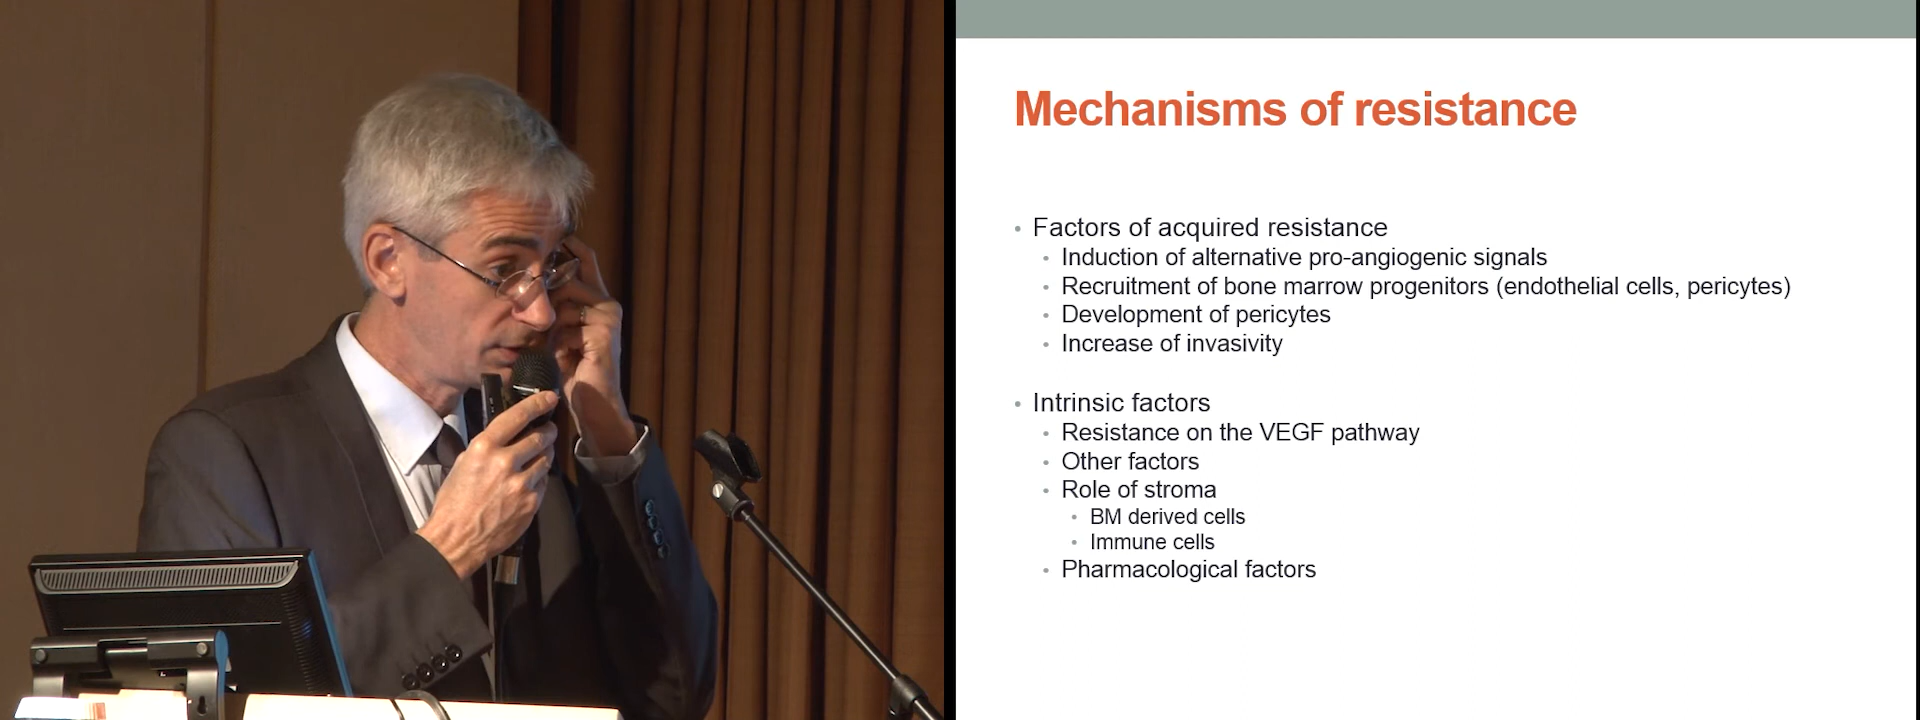 Mechanisms of resistance
• Factors of acquired resistance
• Induction of alternative pro-angiogenic signals
• Recruitment of bone marrow progenitors (endothelial cells, pericytes)
• Development of pericytes
• Increase of invasivity
• Intrinsic factors
• Resistance on the VEGF pathway
• Other factors
• Role of stroma
• BM derived cells
• Immune cells
• Pharmacological factors